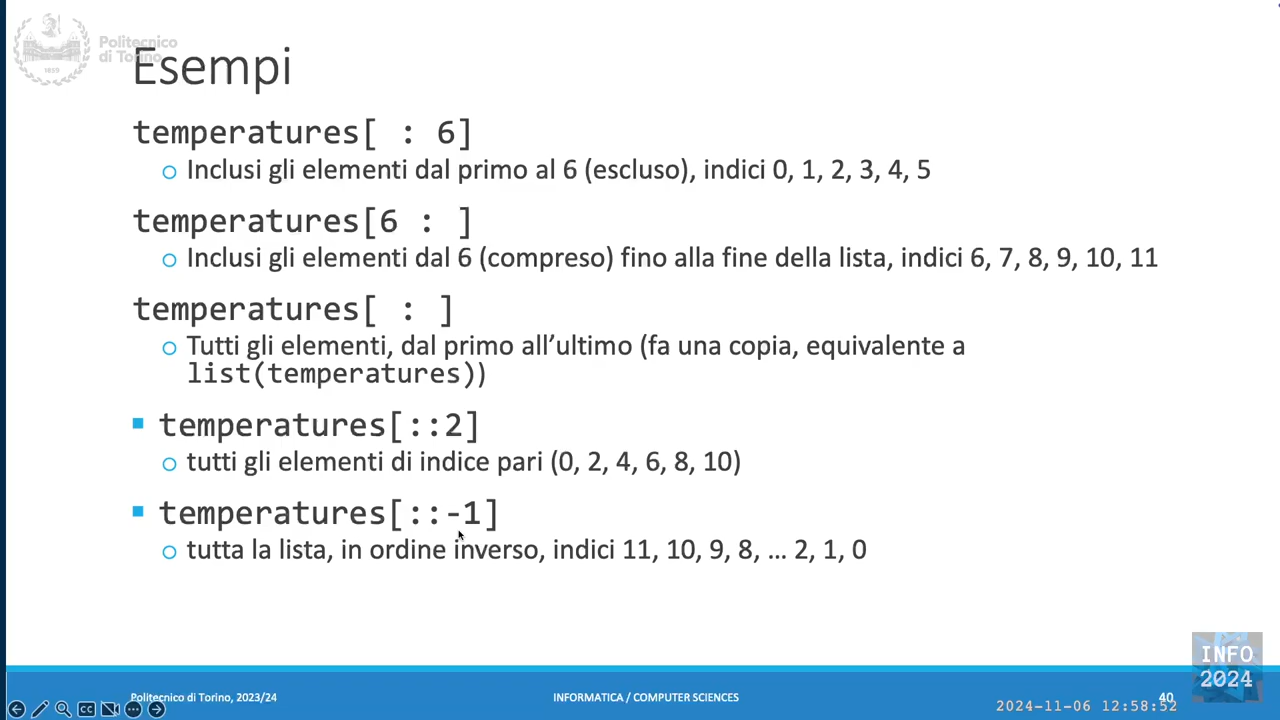 Politecnico
di Torino
1859
Esempi
temperatures[ : 6]
Inclusi gli elementi dal primo al 6 (escluso), indici 0, 1, 2, 3, 4, 5
temperatures[6 : ]
Inclusi gli elementi dal 6 (compreso) fino alla fine della lista, indici 6, 7, 8, 9, 10, 11
temperatures[ : ]
Tutti gli elementi, dal primo all’ultimo (fa una copia, equivalente a
list(temperatures))
temperatures[::2]
tutti gli elementi di indice pari (0, 2, 4, 6, 8, 10)
temperatures[::-1]
tutta la lista, in ordine inverso, indici 11, 10, 9, 8, … 2, 1, 0
INFO
2024
Politecnico di Torino, 2023/24
INFORMATICA / COMPUTER SCIENCES
40
CC
2024-11-06 12:58:52